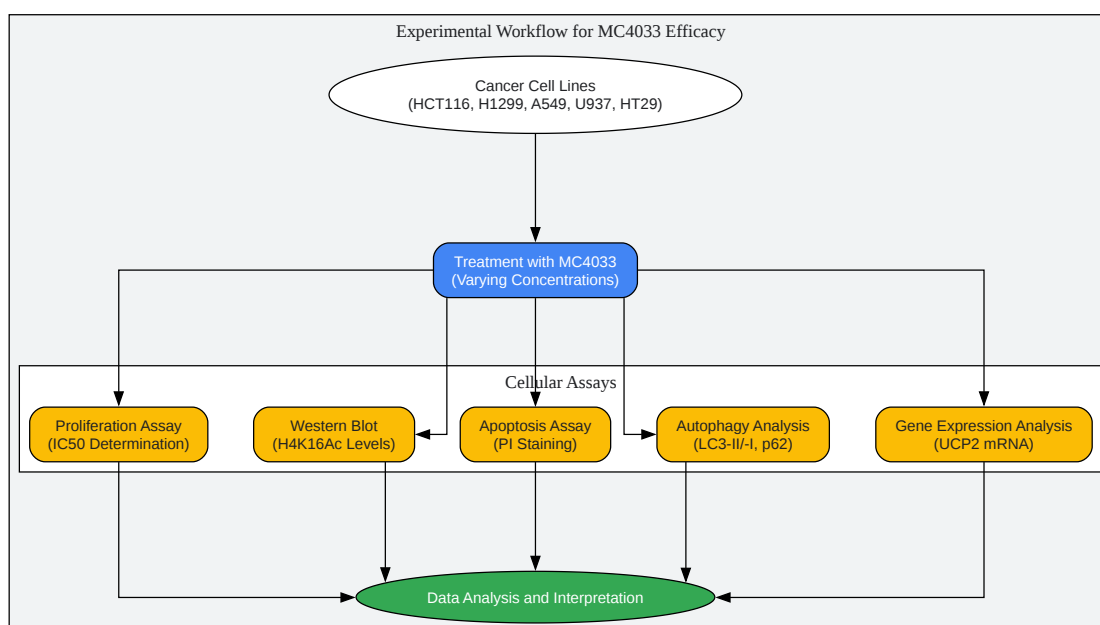 Experimental Workflow for MC4033 Efficacy
Cancer Cell Lines
(HCT116, H1299, A549, U937, HT29)
Treatment with MC4033
(Varying Concentrations)
Cellular Assays
Proliferation Assay
(IC50 Determination)
Western Blot
(H4K16Ac Levels)
Apoptosis Assay
(PI Staining)
Autophagy Analysis
(LC3-II/-I, p62)
Gene Expression Analysis
(UCP2 mRNA)
Data Analysis and Interpretation